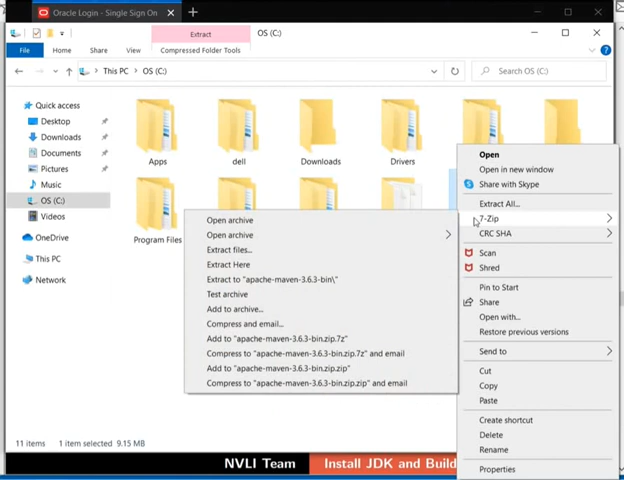 Oracle Login - Single Sign On
Extract
OS (C:)
File
Home
Share
View
Compressed Folder Tools
This PC
OS (C:)
Search OS (C:)
Quick access
Desktop
Downloads
Documents
Pictures
Music
OS (C:)
Videos
OneDrive
This PC
Network
Apps
dell
Downloads
Drivers
Program Files
Open archive
Open archive
Extract files...
Extract Here
Extract to "apache-maven-3.6.3-bin\"
Test archive
Add to archive...
Compress and email...
Add to "apache-maven-3.6.3-bin.zip.7z"
Compress to "apache-maven-3.6.3-bin.zip.7z" and email
Add to "apache-maven-3.6.3-bin.zip.zip"
Compress to "apache-maven-3.6.3-bin.zip.zip" and email
Open
Open in new window
Share with Skype
Extract All...
7-Zip
CRC SHA
Scan
Shred
Pin to Start
Share
Open with...
Restore previous versions
Send to
Cut
Copy
Paste
Create shortcut
Delete
Rename
Properties
11 items
1 item selected 9.15 MB
NVLI Team
Install JDK and Build